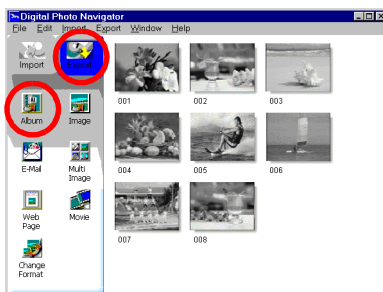 Digital Photo Navigator
File Edit Import Export Window Help
Import Export
Album Image
E-Mail Multi Image
Web Page Movie
Change Format
001 002 003
004 005 006
007 008